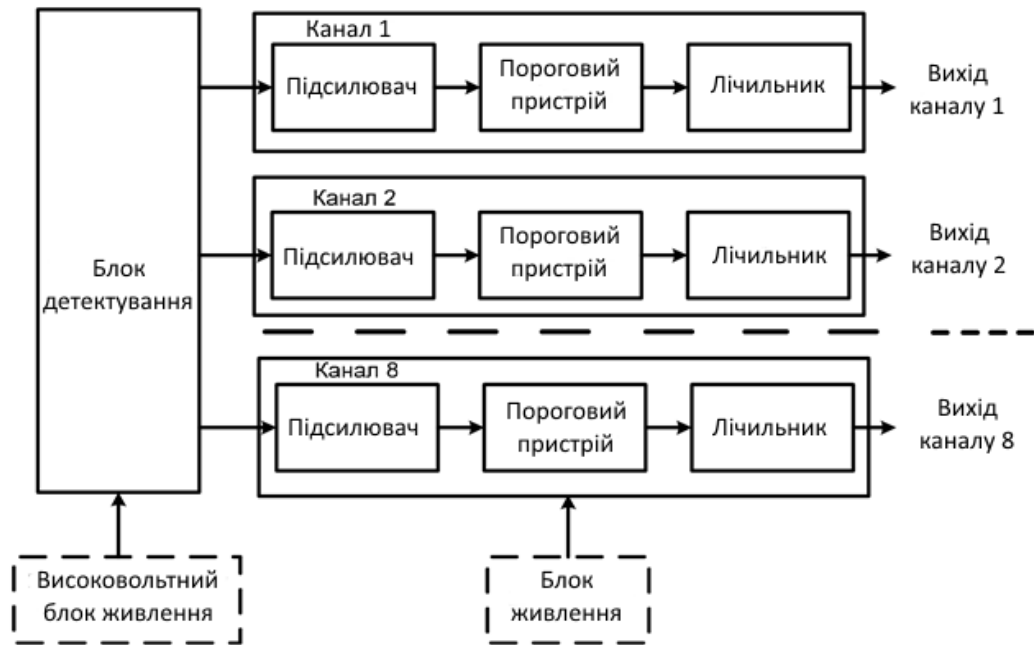 Канал 1
Підсилювач
Пороговий
пристрій
Лічильник
Вихід
каналу 1
Блок
детектування
Канал 2
Підсилювач
Пороговий
пристрій
Лічильник
Вихід
каналу 2
Канал 8
Підсилювач
Пороговий
пристрій
Лічильник
Вихід
каналу 8
Високовольтний
блок живлення
Блок
живлення